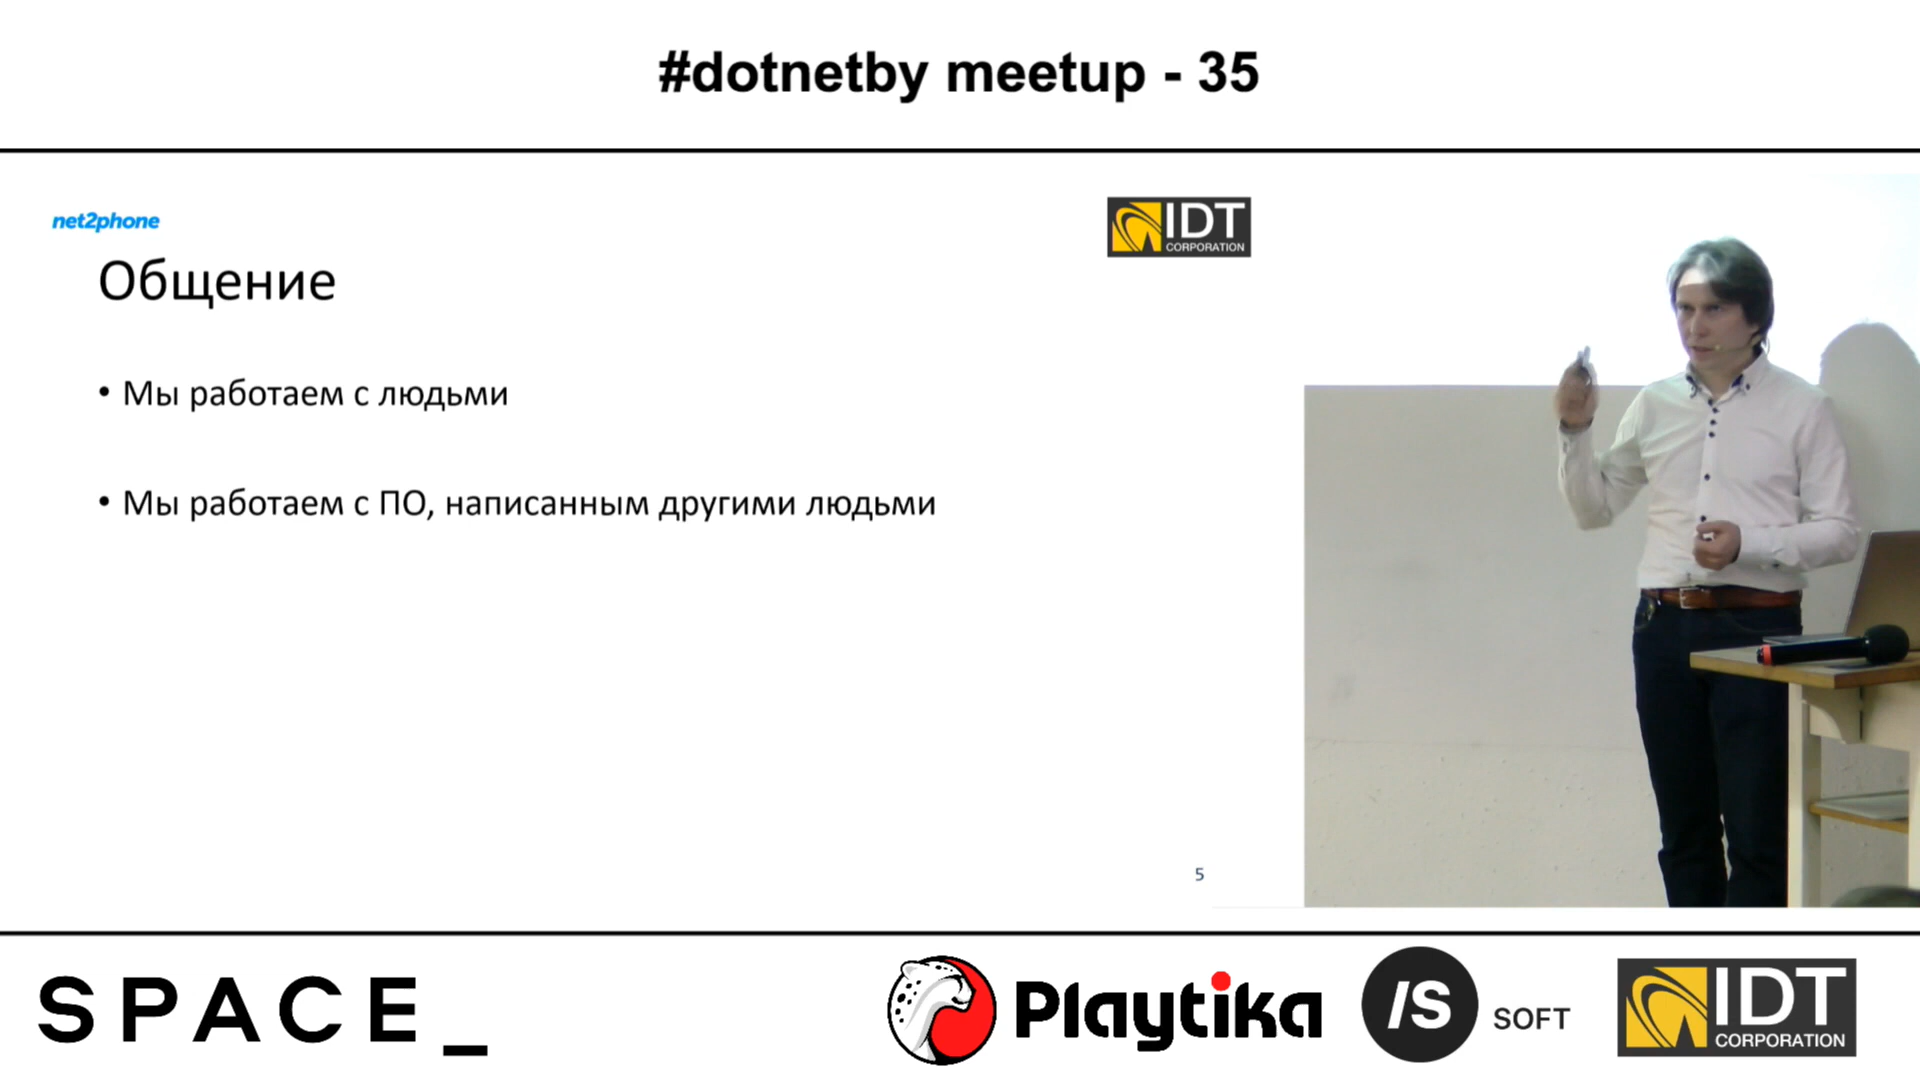 #dotnetby meetup - 35
net2phone
IDT
CORPORATION
Общение
• Мы работаем с людьми
• Мы работаем с ПО, написанным другими людьми
5
SPACE_
Playtika
/S SOFT
IDT
CORPORATION